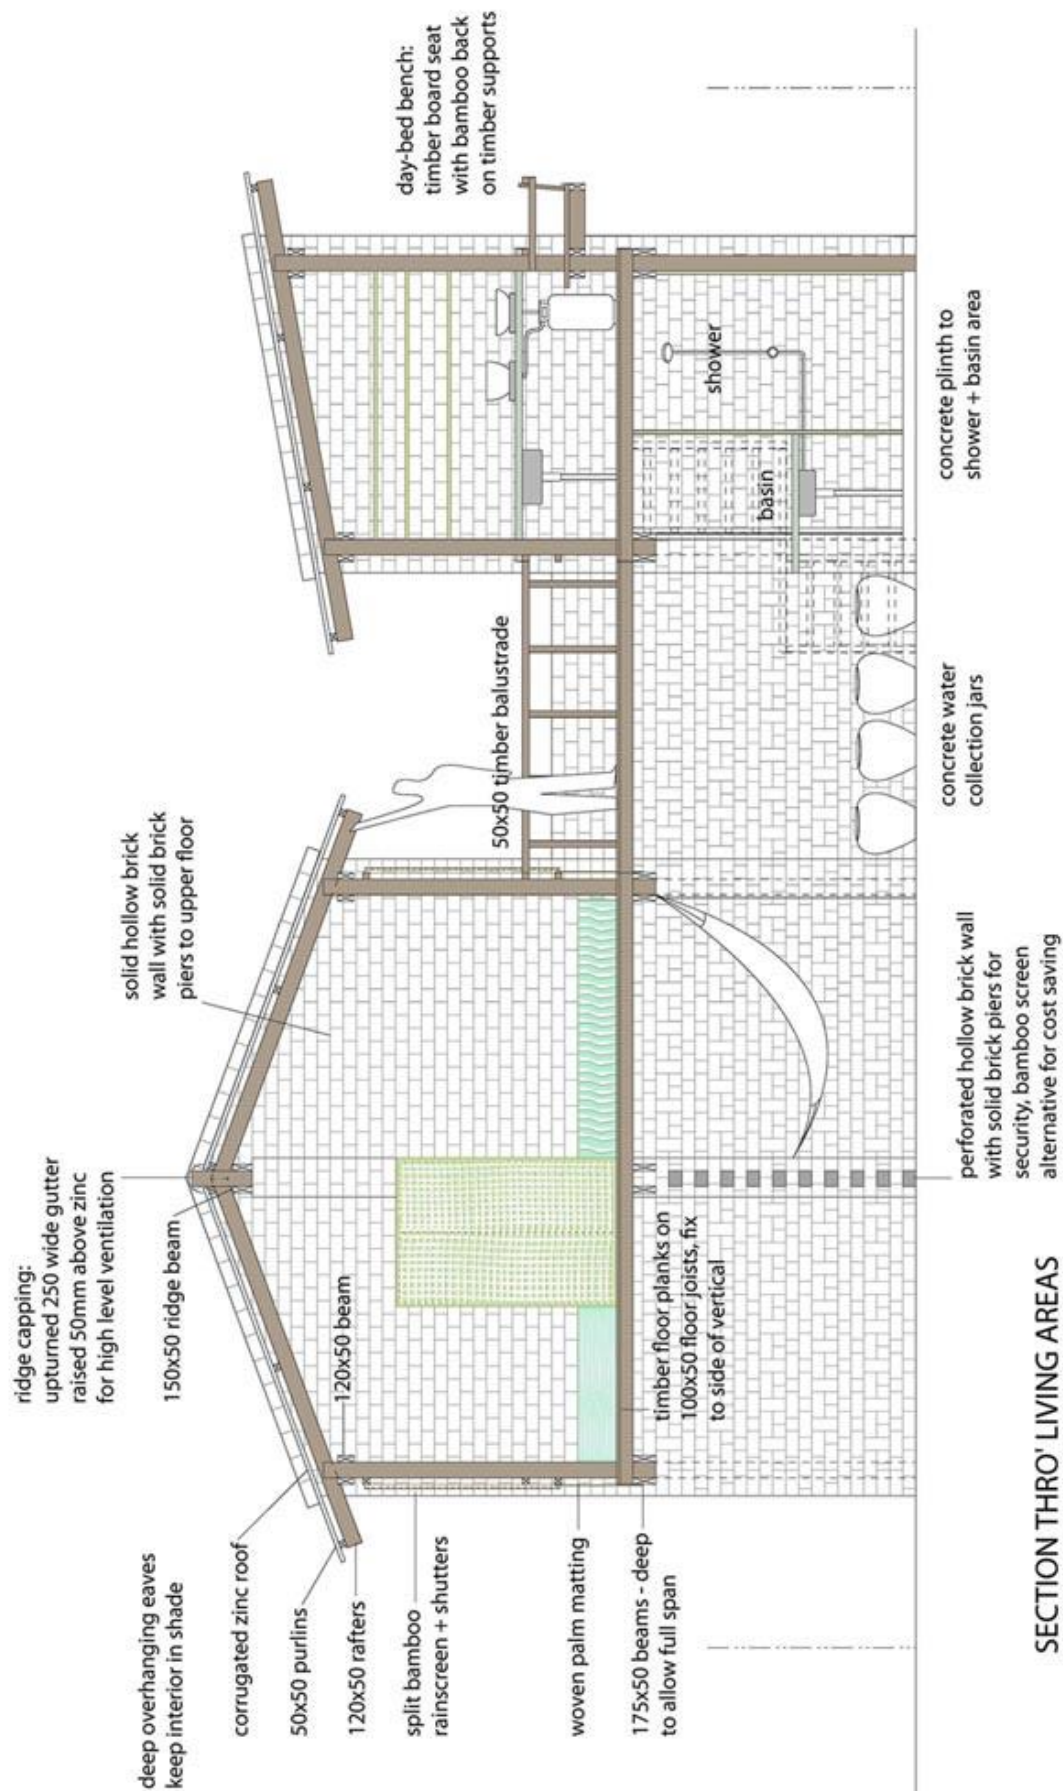 ridge capping:
upturned 250 wide gutter
raised 50mm above zinc
for high level ventilation
150x50 ridge beam
solid hollow brick
wall with solid brick
piers to upper floor
deep overhanging eaves
keep interior in shade
corrugated zinc roof
50x50 purlins
120x50 rafters
120x50 beam
split bamboo
rainscreen + shutters
50x50 timber balustrade
day-bed bench:
timber board seat
with bamboo back
on timber supports
woven palm matting
175x50 beams - deep
to allow full span
timber floor planks on
100x50 floor joists, fix
to side of vertical
shower
basin
perforated hollow brick wall
with solid brick piers for
security, bamboo screen
alternative for cost saving
concrete water
collection jars
concrete plinth to
shower + basin area
SECTION THRO' LIVING AREAS